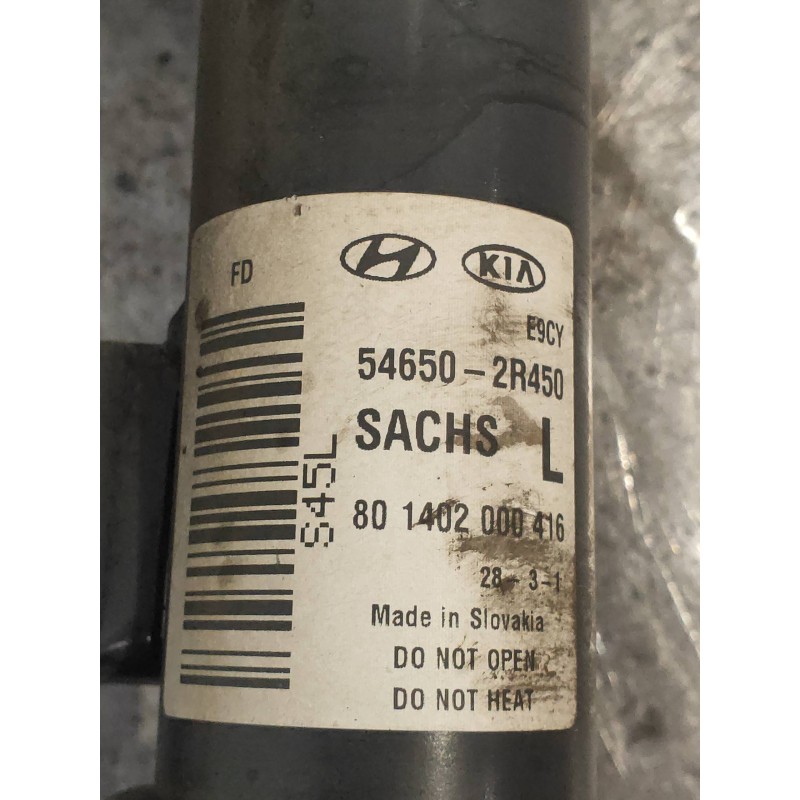 FD
KIA
E9CY
54650-2R450
SACHS L
S45L
80 1402 000 416
28-3-1
Made in Slovakia
DO NOT OPEN
DO NOT HEAT